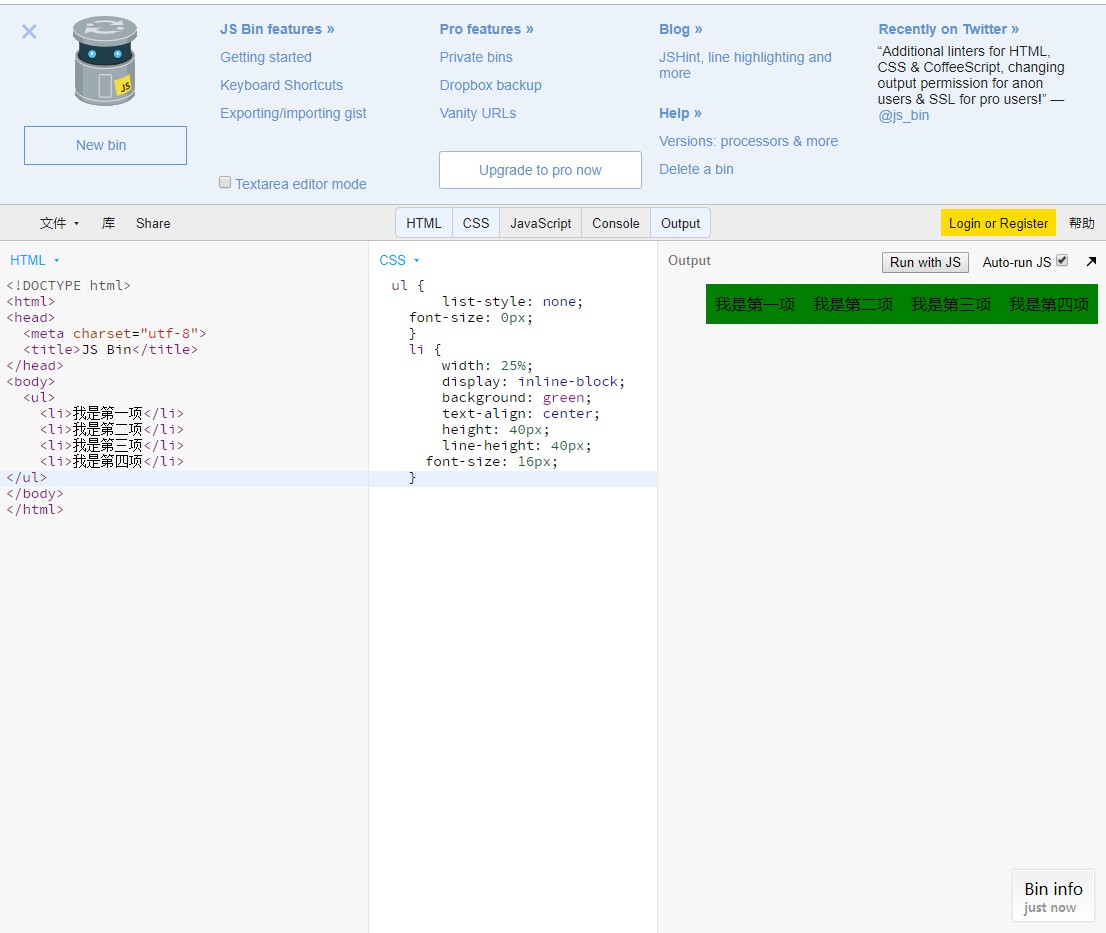 JS Bin features »
Getting started
Keyboard Shortcuts
Exporting/importing gist
Textarea editor mode
Pro features »
Private bins
Dropbox backup
Vanity URLs
Upgrade to pro now
Blog »
JSHint, line highlighting and
more
Help »
Versions: processors & more
Delete a bin
Recently on Twitter »
“Additional linters for HTML,
CSS & CoffeeScript, changing
output permission for anon
users & SSL for pro users!” —
@js_bin
JS
New bin
文件 库 Share HTML CSS JavaScript Console Output Login or Register 帮助
HTML
<!DOCTYPE html>
<html>
<head>
<meta charset="utf-8">
<title>JS Bin</title>
</head>
<body>
<ul>
<li>我是第一项</li>
<li>我是第二项</li>
<li>我是第三项</li>
<li>我是第四项</li>
</ul>
</body>
</html>
CSS
ul {
list-style: none;
font-size: 0px;
}
li {
width: 25%;
display: inline-block;
background: green;
text-align: center;
height: 40px;
line-height: 40px;
font-size: 16px;
}
Output Run with JS Auto-run JS
我是第一项 我是第二项 我是第三项 我是第四项
Bin info
just now